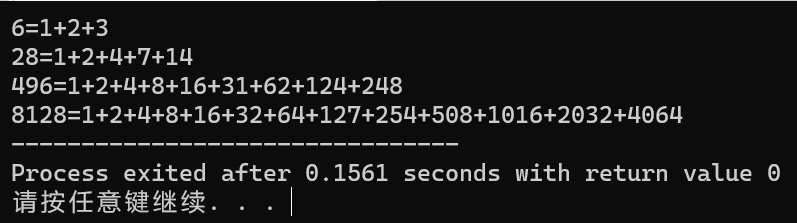 6=1+2+3
28=1+2+4+7+14
496=1+2+4+8+16+31+62+124+248
8128=1+2+4+8+16+32+64+127+254+508+1016+2032+4064
--------------------------------
Process exited after 0.1561 seconds with return value 0
请按任意键继续. . .